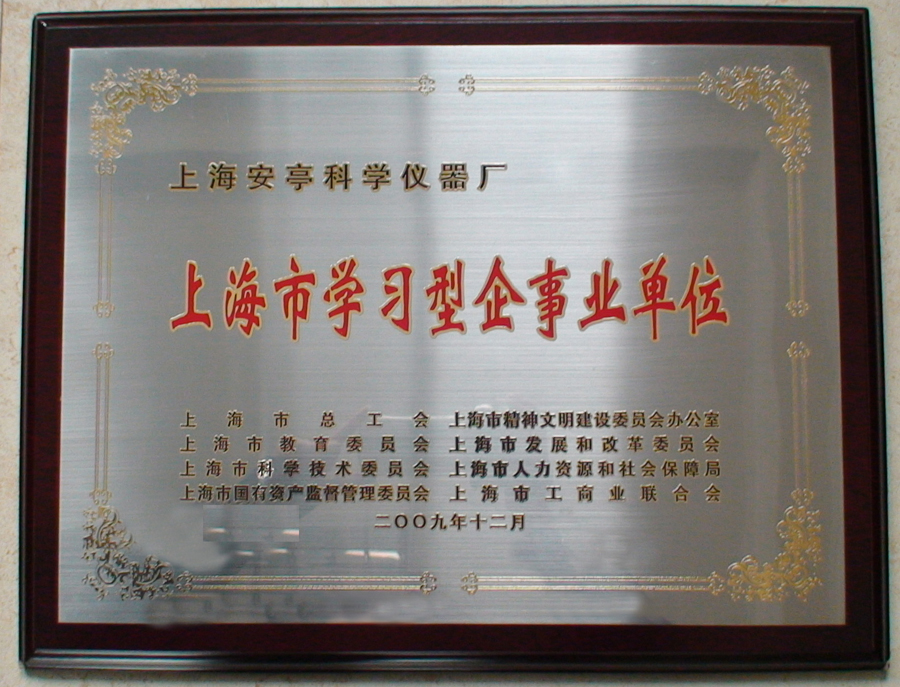 上海安亭科学仪器厂
上海市学习型企事业单位
上海市总工会 上海市精神文明建设委员会办公室
上海市教育委员会 上海市发展和改革委员会
上海市科学技术委员会 上海市人力资源和社会保障局
上海市国有资产监督管理委员会 上海市工商业联合会
二〇〇九年十二月